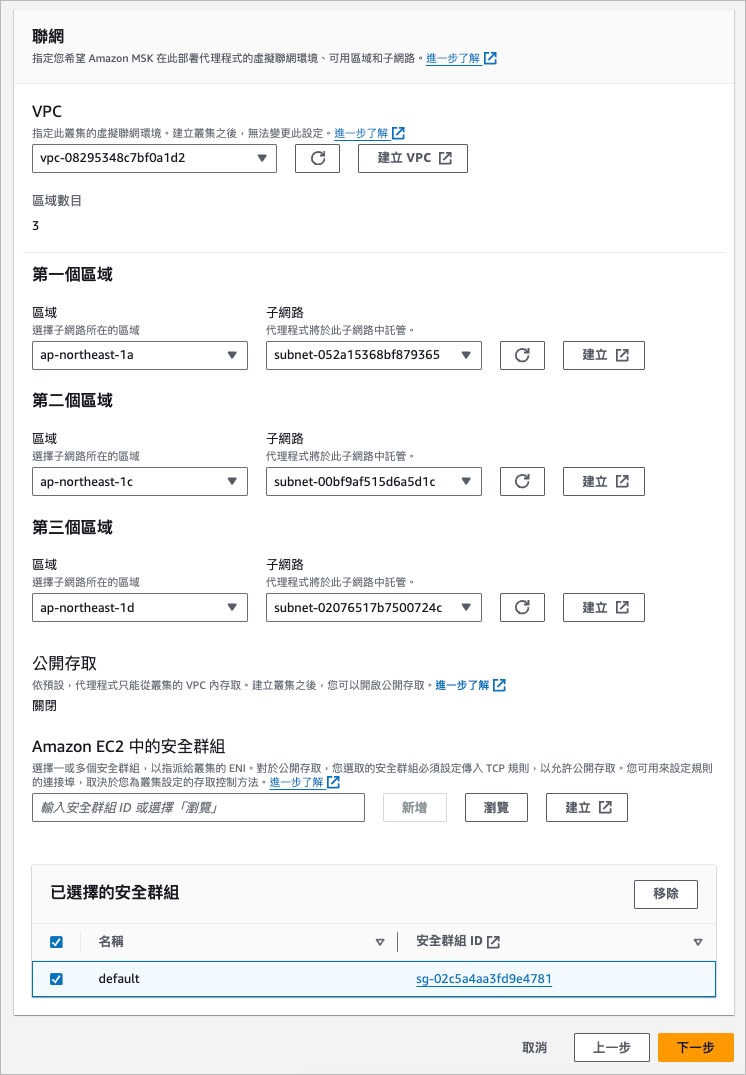 聯網
指定您希望 Amazon MSK 在此部署代理程式的虛擬聯網環境、可用區域和子網路。進一步了解
VPC
指定此叢集的虛擬聯網環境。建立叢集之後，無法變更此設定。進一步了解
vpc-08295348c7bf0a1d2
建立 VPC
區域數目
3
第一個區域
區域
子網路
選擇子網路所在的區域
代理程式將於此子網路中託管。
ap-northeast-1a
subnet-052a15368bf879365
建立
第二個區域
區域
子網路
選擇子網路所在的區域
代理程式將於此子網路中託管。
ap-northeast-1c
subnet-00bf9af515d6a5d1c
建立
第三個區域
區域
子網路
選擇子網路所在的區域
代理程式將於此子網路中託管。
ap-northeast-1d
subnet-02076517b7500724c
建立
公開存取
依預設，代理程式只能從叢集的 VPC 內存取。建立叢集之後，您可以開啟公開存取。進一步了解
關閉
Amazon EC2 中的安全群組
選擇一或多個安全群組，以指派給叢集的 ENI。對於公開存取，您選取的安全群組必須設定傳入 TCP 規則，以允許公開存取。您可用來設定規則
的連接埠，取決於您為叢集設定的存取控制方法。進一步了解
輸入安全群組 ID 或選擇「瀏覽」
新增
瀏覽
建立
已選擇的安全群組
移除
名稱
安全群組 ID
default
sg-02c5a4aa3fd9e4781
取消
上一步
下一步